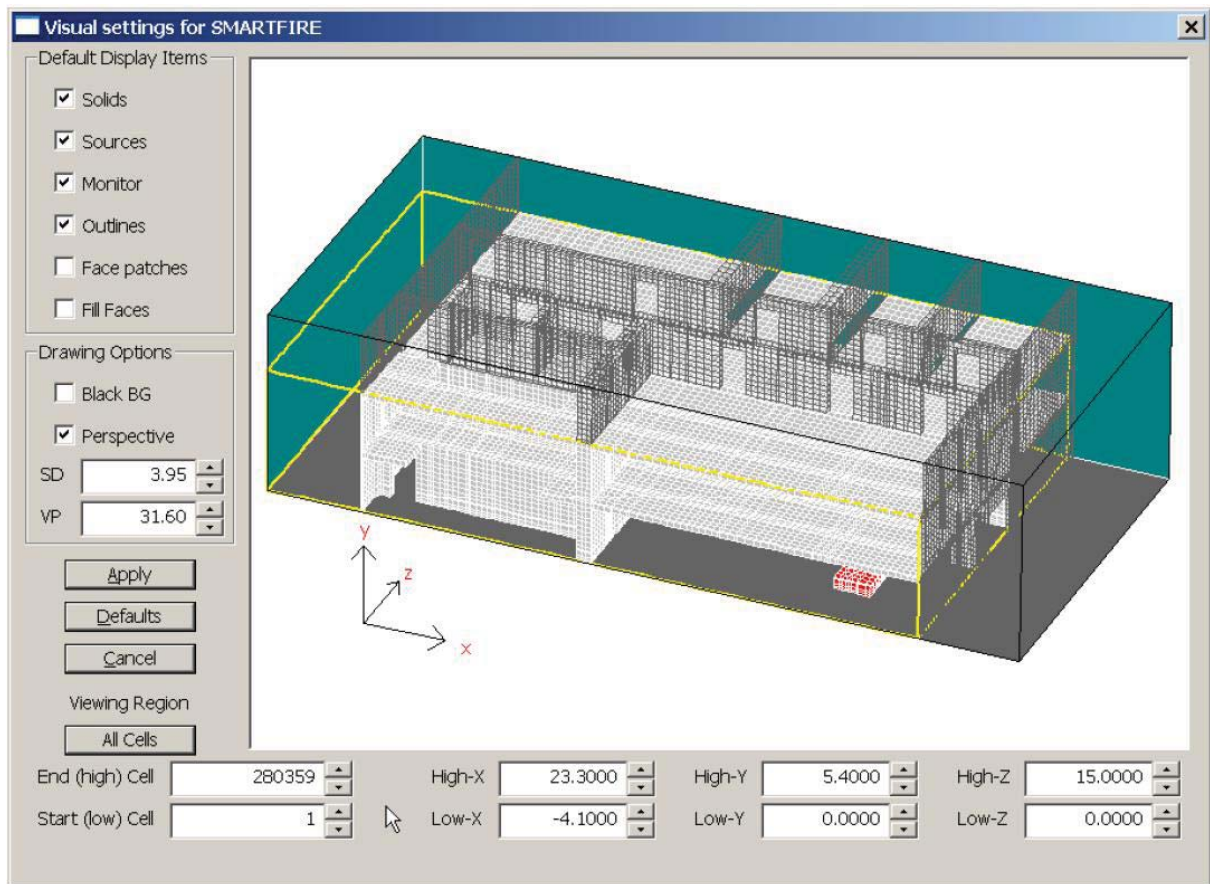 Visual settings for SMARTFIRE
Default Display Items
Solids
Sources
Monitor
Outlines
Face patches
Fill Faces
Drawing Options
Black BG
Perspective
SD 3.95
VP 31.60
Apply
Defaults
Cancel
Viewing Region
All Cells
y
z
x
End (high) Cell 280359 High-X 23.3000 High-Y 5.4000 High-Z 15.0000
Start (low) Cell 1 Low-X -4.1000 Low-Y 0.0000 Low-Z 0.0000